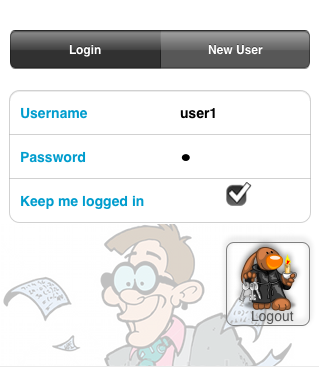 Login New User
Username user1
Password •
Keep me logged in
Logout